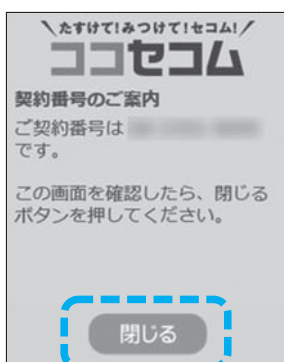 たすけて!みつけて!セコム!
ココセコム
契約番号のご案内
ご契約番号は
です。
この画面を確認したら、閉じる
ボタンを押してください。
閉じる